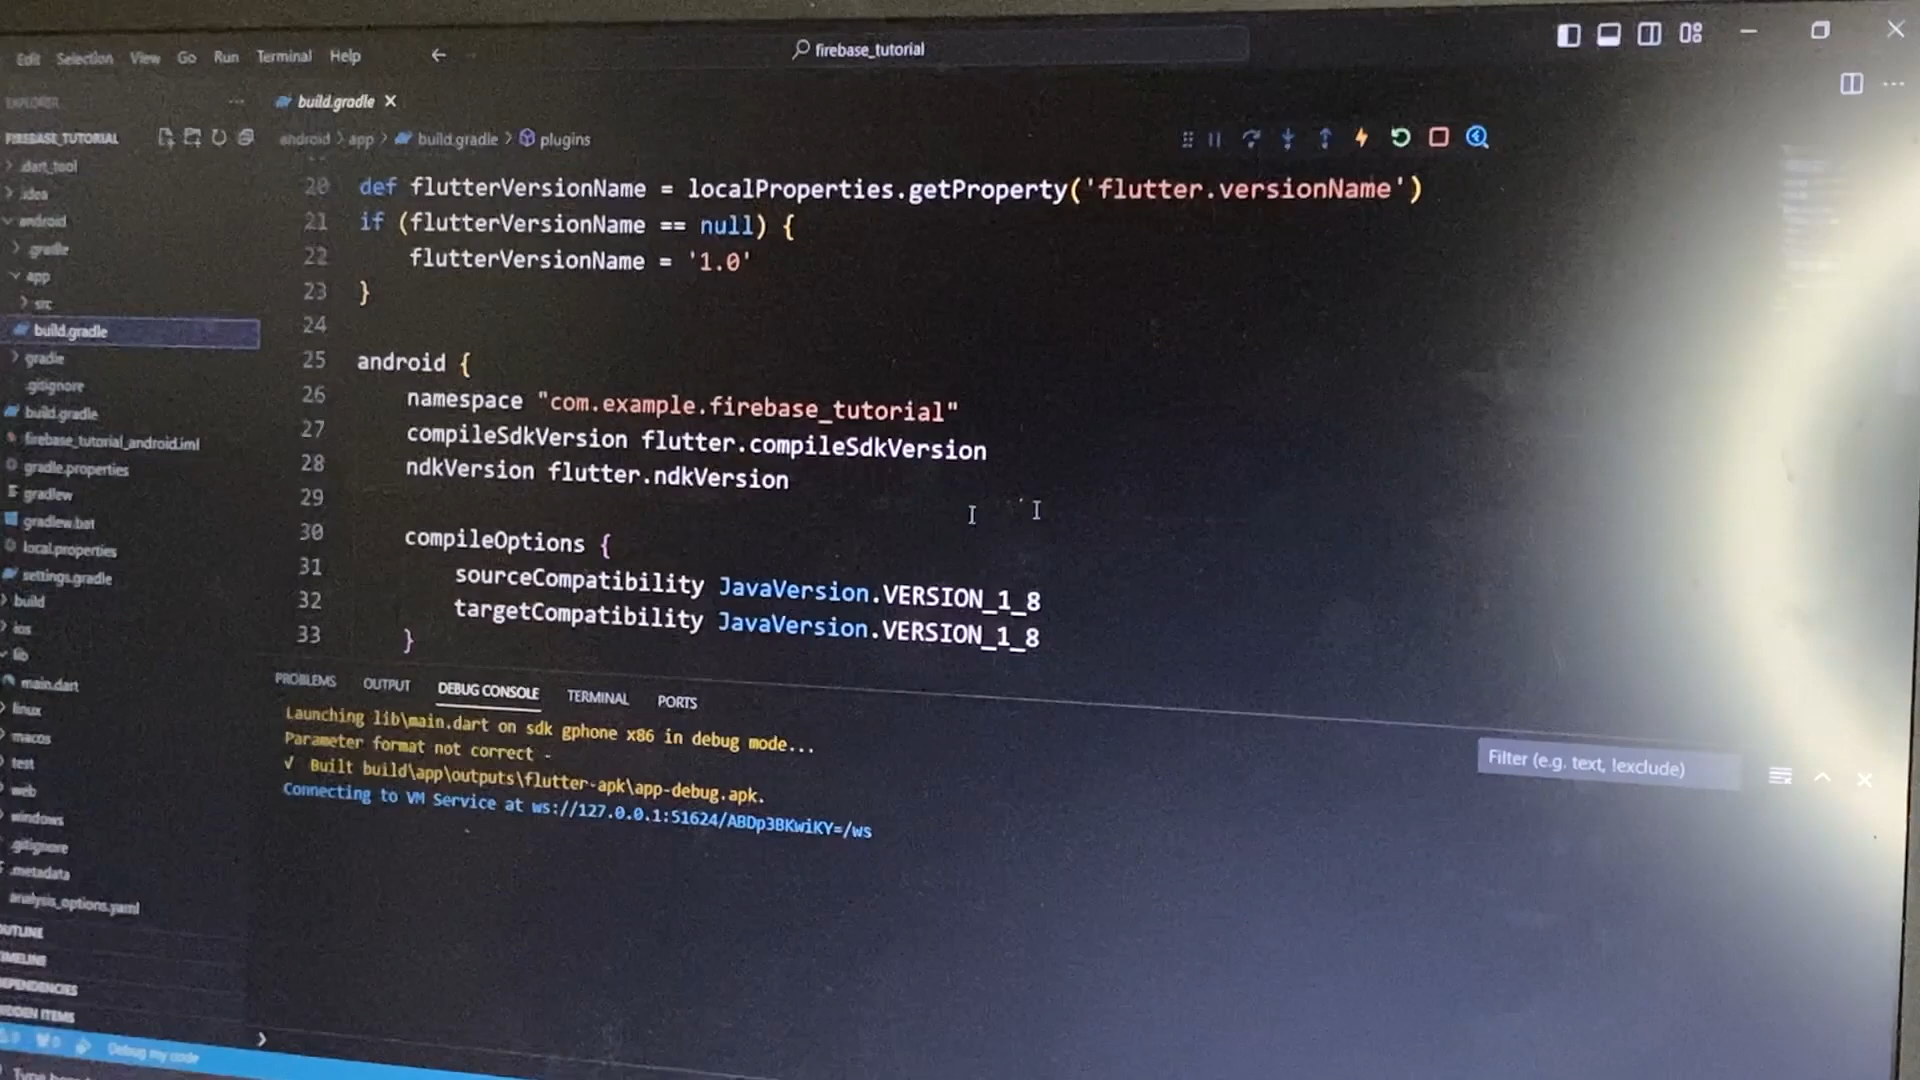 Edit Selection View Go Run Terminal Help
firebase_tutorial
EXPLORER
build.gradle
FIREBASE_TUTORIAL
android > app > build.gradle > plugins
.dart_tool
.idea
android
gradle
app
src
build.gradle
gradle
.gitignore
build.gradle
firebase_tutorial_android.iml
gradle.properties
gradlew
gradlew.bat
local.properties
settings.gradle
build
ios
lib
main.dart
linux
macos
test
web
windows
.gitignore
.metadata
analysis_options.yaml
OUTLINE
TIMELINE
DEPENDENCIES
HIDDEN ITEMS
20 def flutterVersionName = localProperties.getProperty('flutter.versionName')
21 if (flutterVersionName == null) {
22 flutterVersionName = '1.0'
23 }
24
25 android {
26 namespace "com.example.firebase_tutorial"
27 compileSdkVersion flutter.compileSdkVersion
28 ndkVersion flutter.ndkVersion
29
30 compileOptions {
31 sourceCompatibility JavaVersion.VERSION_1_8
32 targetCompatibility JavaVersion.VERSION_1_8
33 }
PROBLEMS OUTPUT DEBUG CONSOLE TERMINAL PORTS
Filter (e.g. text, !exclude)
Launching lib\main.dart on sdk gphone x86 in debug mode...
Parameter format not correct -
√ Built build\app\outputs\flutter-apk\app-debug.apk.
Connecting to VM Service at ws://127.0.0.1:51624/ABDp3BKwiKY=/ws
Debug my code